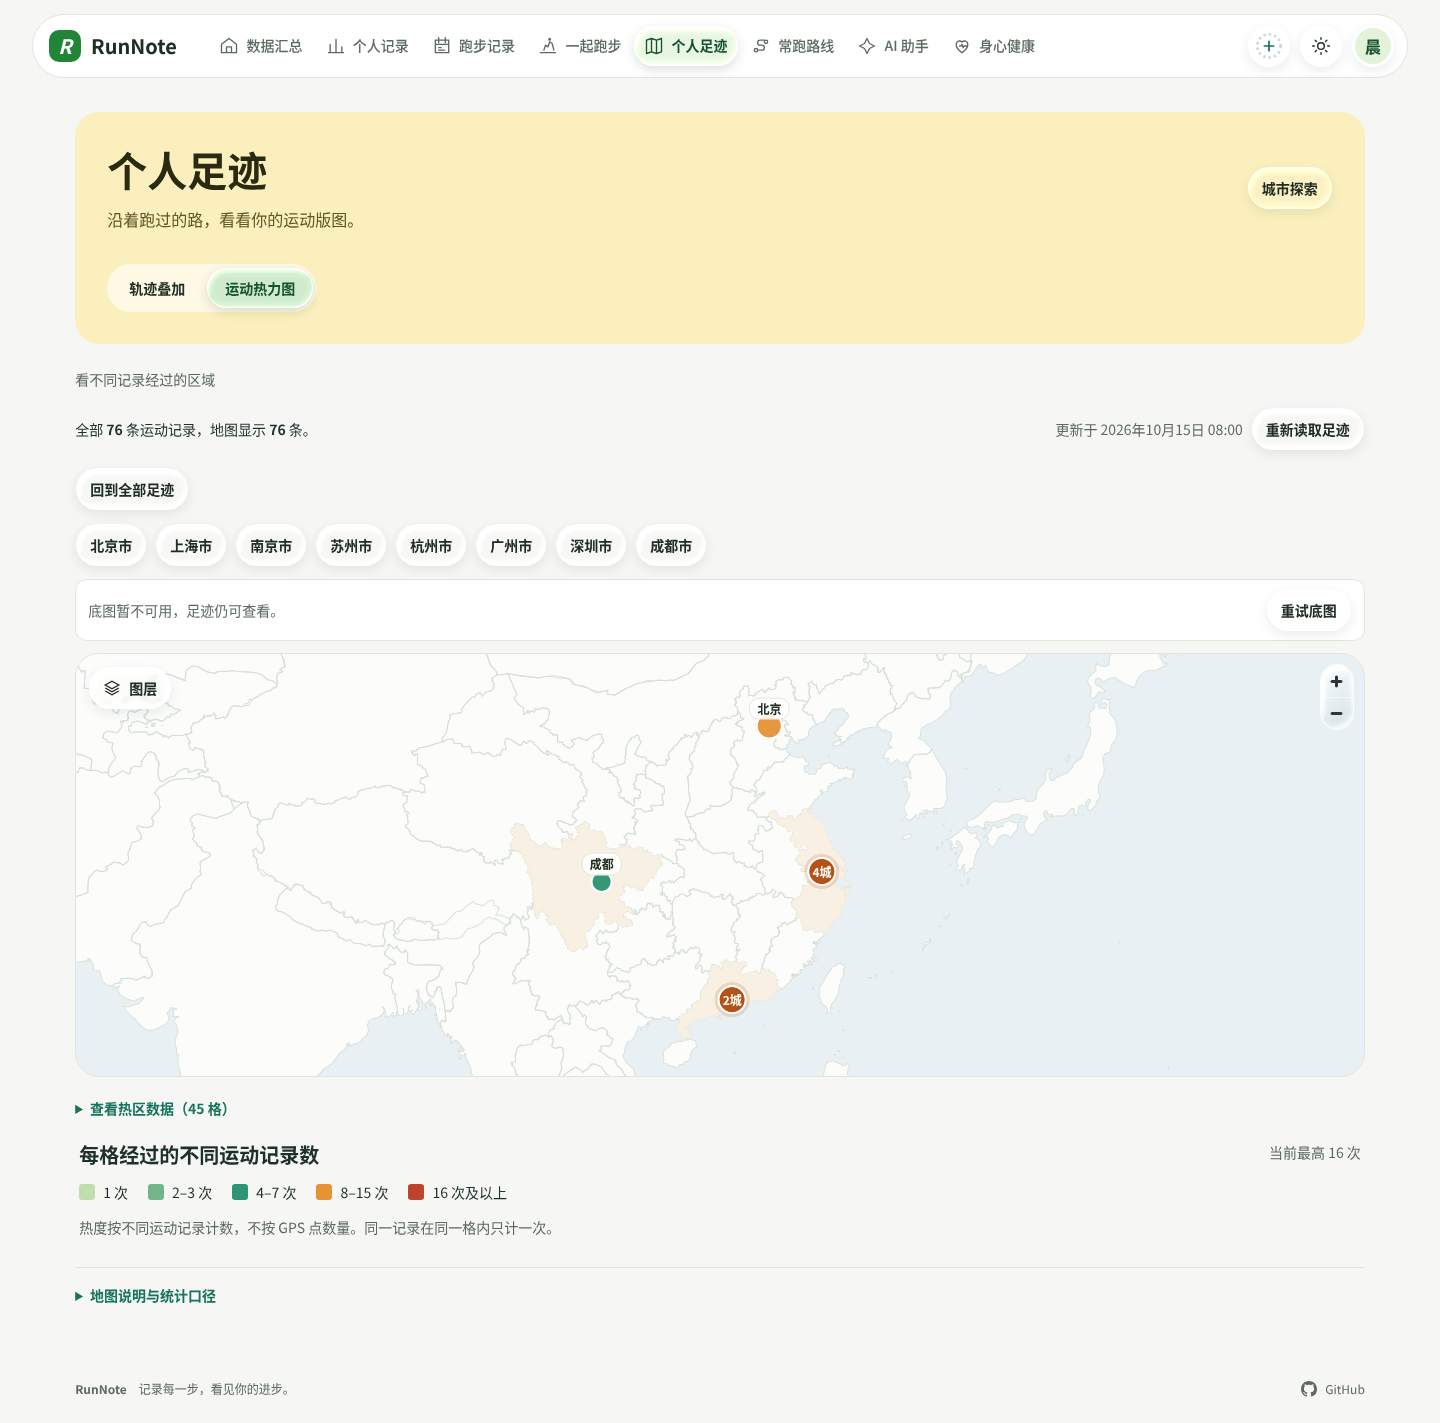 R RunNote 数据汇总 个人记录 跑步记录 一起跑步 个人足迹 常跑路线 AI 助手 身心健康 晨
个人足迹
沿着跑过的路，看看你的运动版图。
城市探索
轨迹叠加 运动热力图
看不同记录经过的区域
全部 76 条运动记录，地图显示 76 条。
更新于 2026年10月15日 08:00 重新读取足迹
回到全部足迹
北京市 上海市 南京市 苏州市 杭州市 广州市 深圳市 成都市
底图暂不可用，足迹仍可查看。 重试底图
图层
北京
成都
4城
2城
查看热区数据（45 格）
每格经过的不同运动记录数 当前最高 16 次
1 次 2–3 次 4–7 次 8–15 次 16 次及以上
热度按不同运动记录计数，不按 GPS 点数量。同一记录在同一格内只计一次。
地图说明与统计口径
RunNote 记录每一步，看见你的进步。 GitHub